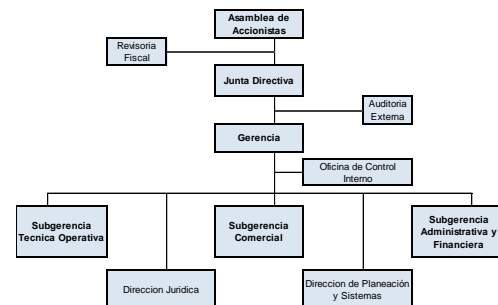 Asamblea de
Accionistas
Revisoria
Fiscal
Junta Directiva
Auditoria
Externa
Gerencia
Oficina de Control
Interno
Subgerencia
Tecnica Operativa
Subgerencia
Comercial
Subgerencia
Administrativa y
Financiera
Direccion Juridica
Direccion de Planeación
y Sistemas